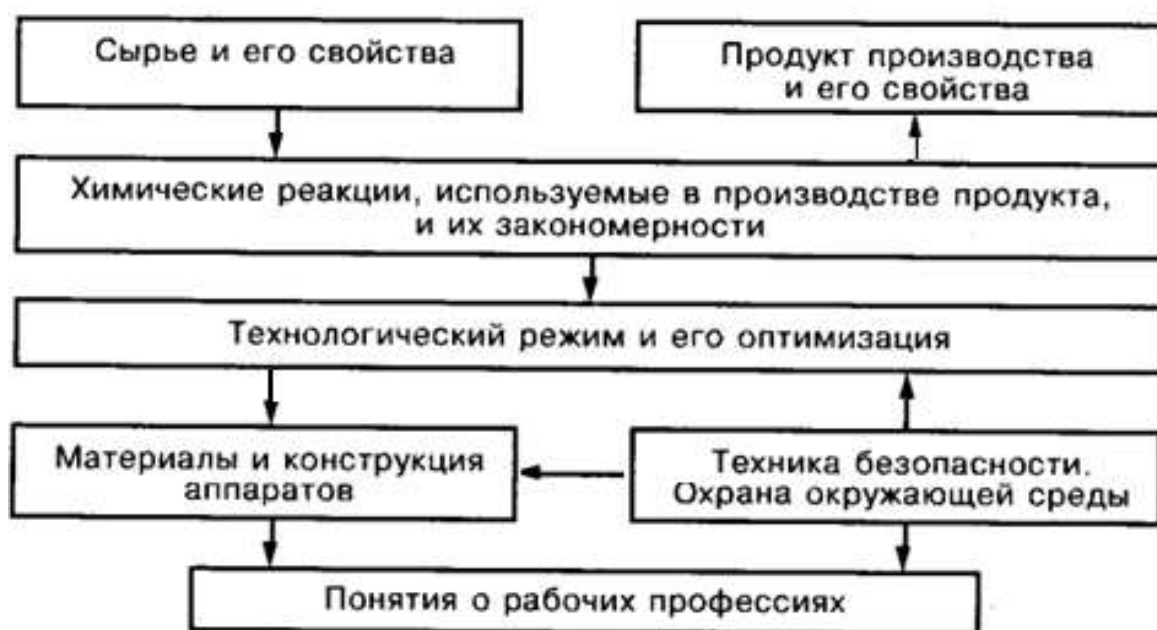 Сырье и его свойства
Продукт производства
и его свойства
Химические реакции, используемые в производстве продукта,
и их закономерности
Технологический режим и его оптимизация
Материалы и конструкция
аппаратов
Техника безопасности.
Охрана окружающей среды
Понятия о рабочих профессиях